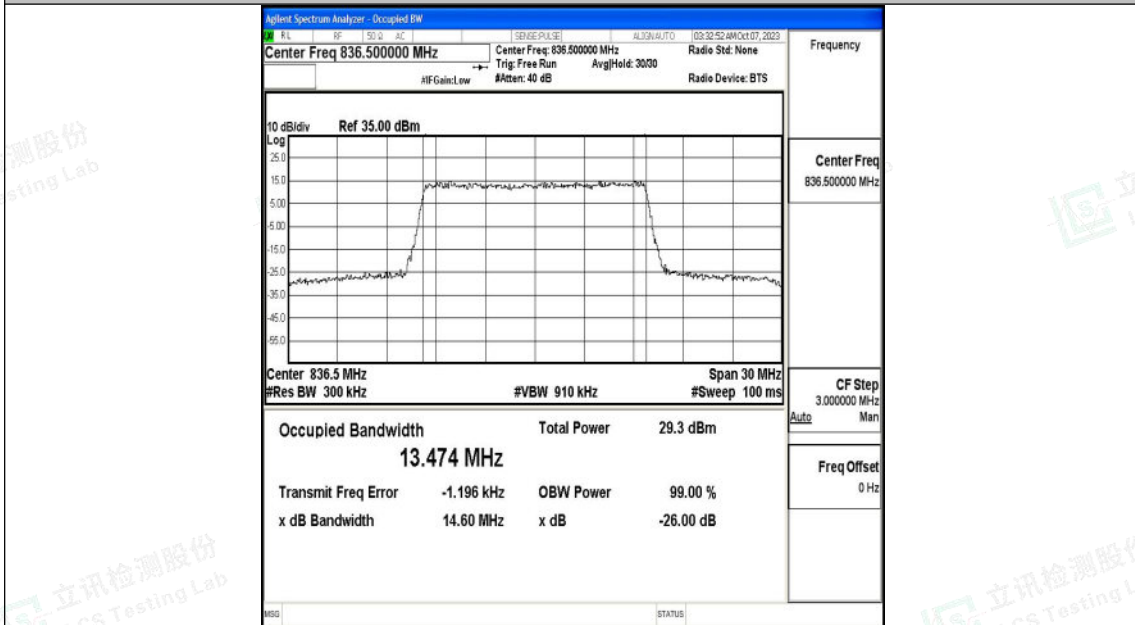 Agilent Spectrum Analyzer - Occupied BW
RL RF 50 Ω AC SENSE:PULSE ALIGNAUTO 03:32:52 AM Oct 07, 2023
Center Freq 836.500000 MHz
Center Freq: 836.500000 MHz
Radio Std: None
Trig: Free Run Avg|Hold: 30/30
#IFGain:Low #Atten: 40 dB Radio Device: BTS
Frequency
10 dB/div Ref 35.00 dBm
Log
25.0
15.0
5.00
-5.00
-15.0
-25.0
-35.0
-45.0
-55.0
Center 836.5 MHz Span 30 MHz
#Res BW 300 kHz #VBW 910 kHz #Sweep 100 ms
Center Freq
836.500000 MHz
CF Step
3.000000 MHz
Auto Man
Freq Offset
0 Hz
Occupied Bandwidth Total Power 29.3 dBm
13.474 MHz
Transmit Freq Error -1.196 kHz OBW Power 99.00 %
x dB Bandwidth 14.60 MHz x dB -26.00 dB
MSG STATUS
测股份
sting Lab
立讯检测股份
CS Testing Lab
立讯检测股份
CS Testing L